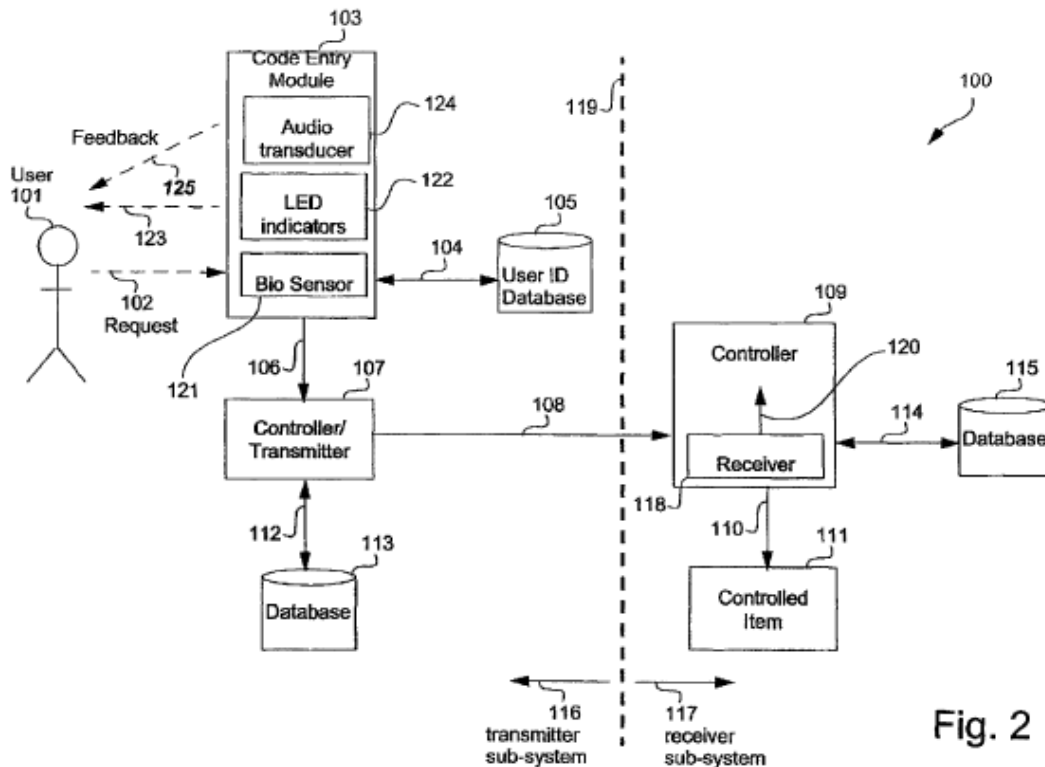 103
Code Entry
Module
124
119
100
Audio
transducer
Feedback
User
101
125
122
LED
indicators
105
123
104
User ID
Database
Bio Sensor
102
Request
109
106
121
107
Controller
120
115
Controller/
Transmitter
108
114
Database
Receiver
118
110
112
113
111
Database
Controlled
Item
116
117
transmitter
sub-system
receiver
sub-system
Fig. 2